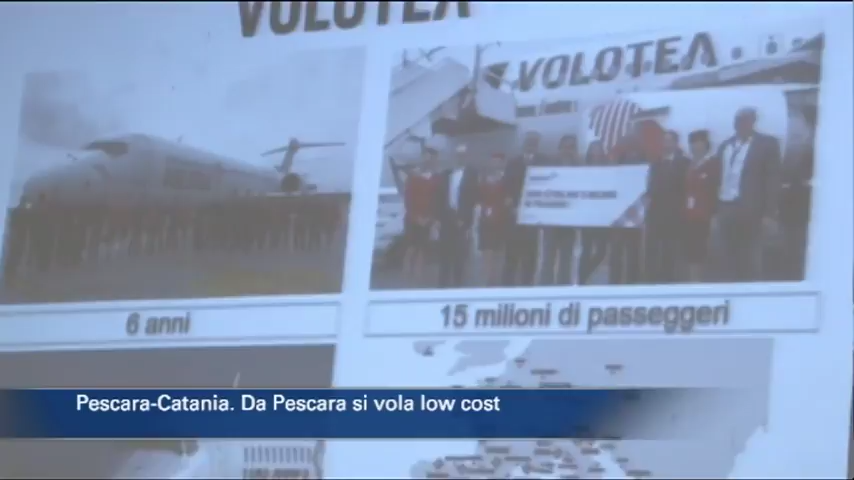 VOLOTEA
VOLOTEA
6 anni
15 milioni di passeggeri
Pescara-Catania. Da Pescara si vola low cost